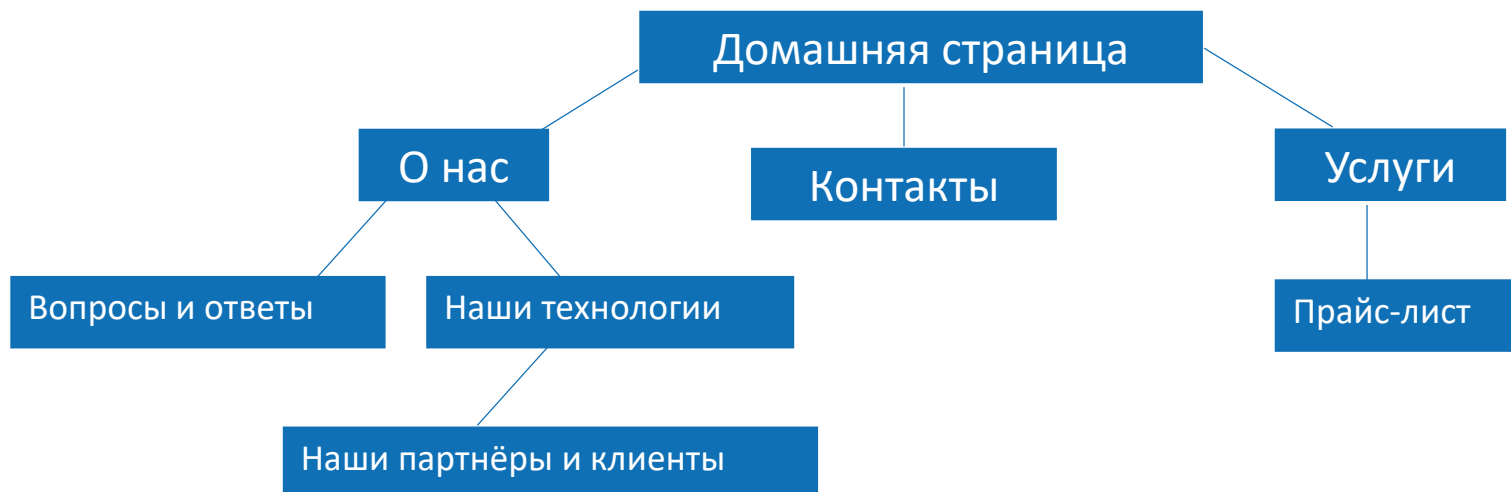 Домашняя страница
О нас
Контакты
Услуги
Вопросы и ответы
Наши технологии
Прайс-лист
Наши партнёры и клиенты